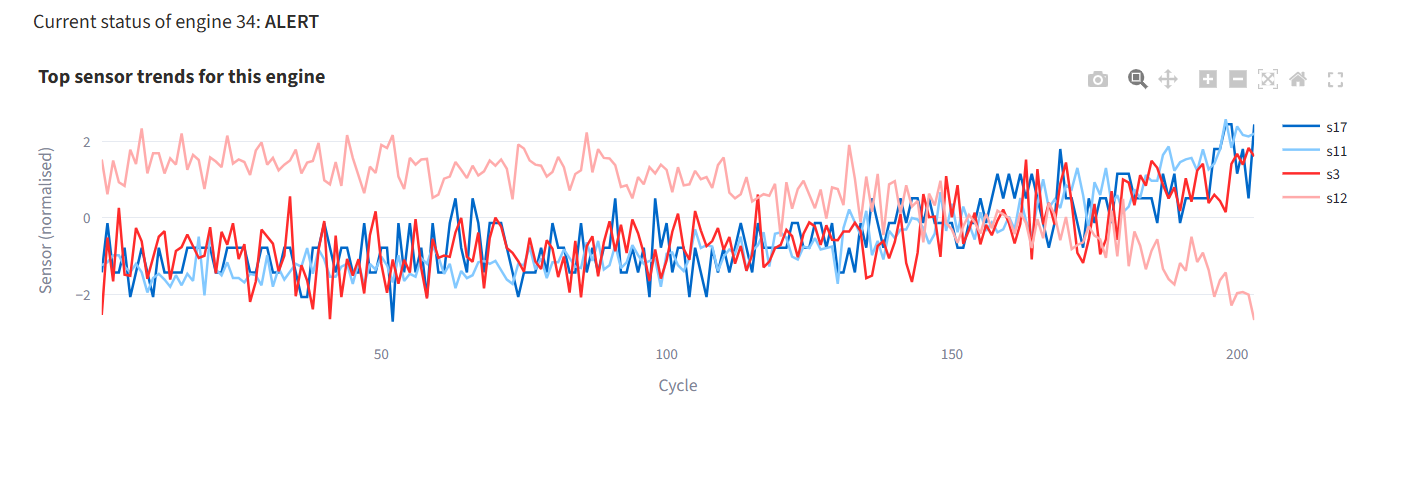 Current status of engine 34: ALERT
Top sensor trends for this engine
Sensor (normalised)
2
0
−2
50
100
150
200
Cycle
s17
s11
s3
s12